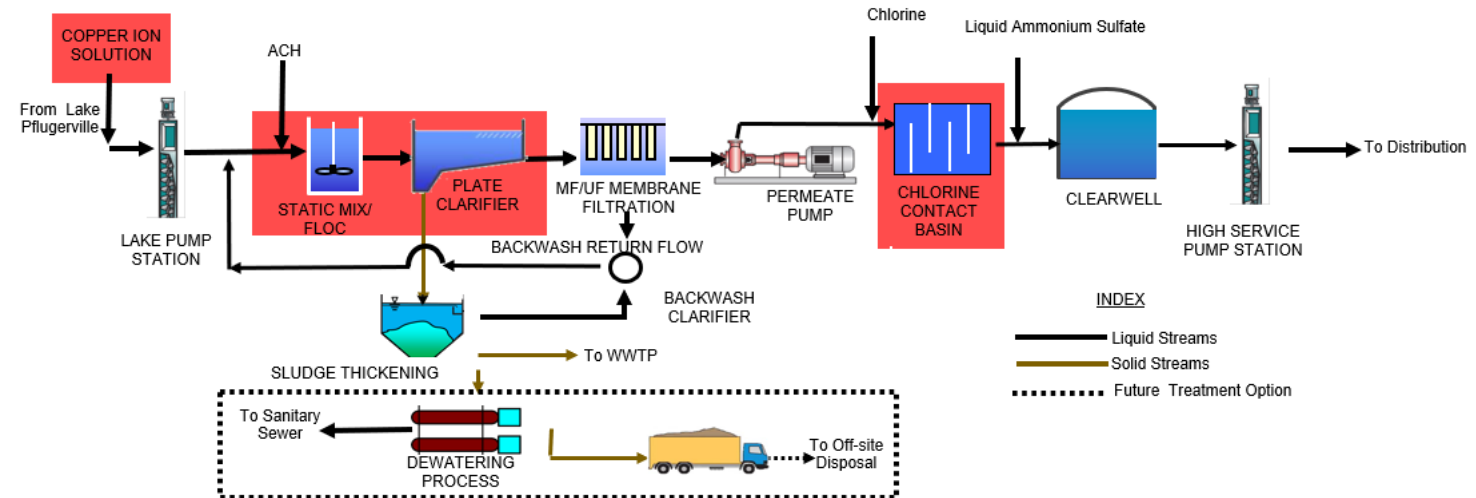 COPPER ION
SOLUTION
ACH
Chlorine
Liquid Ammonium Sulfate
From Lake
Pflugerville
To Distribution
STATIC MIX/
FLOC
PLATE
CLARIFIER
MF/UF MEMBRANE
FILTRATION
PERMEATE
PUMP
CHLORINE
CONTACT
BASIN
CLEARWELL
HIGH SERVICE
PUMP STATION
LAKE PUMP
STATION
BACKWASH RETURN FLOW
BACKWASH
CLARIFIER
INDEX
Liquid Streams
Solid Streams
Future Treatment Option
To WWTP
SLUDGE THICKENING
To Sanitary
Sewer
DEWATERING
PROCESS
To Off-site
Disposal